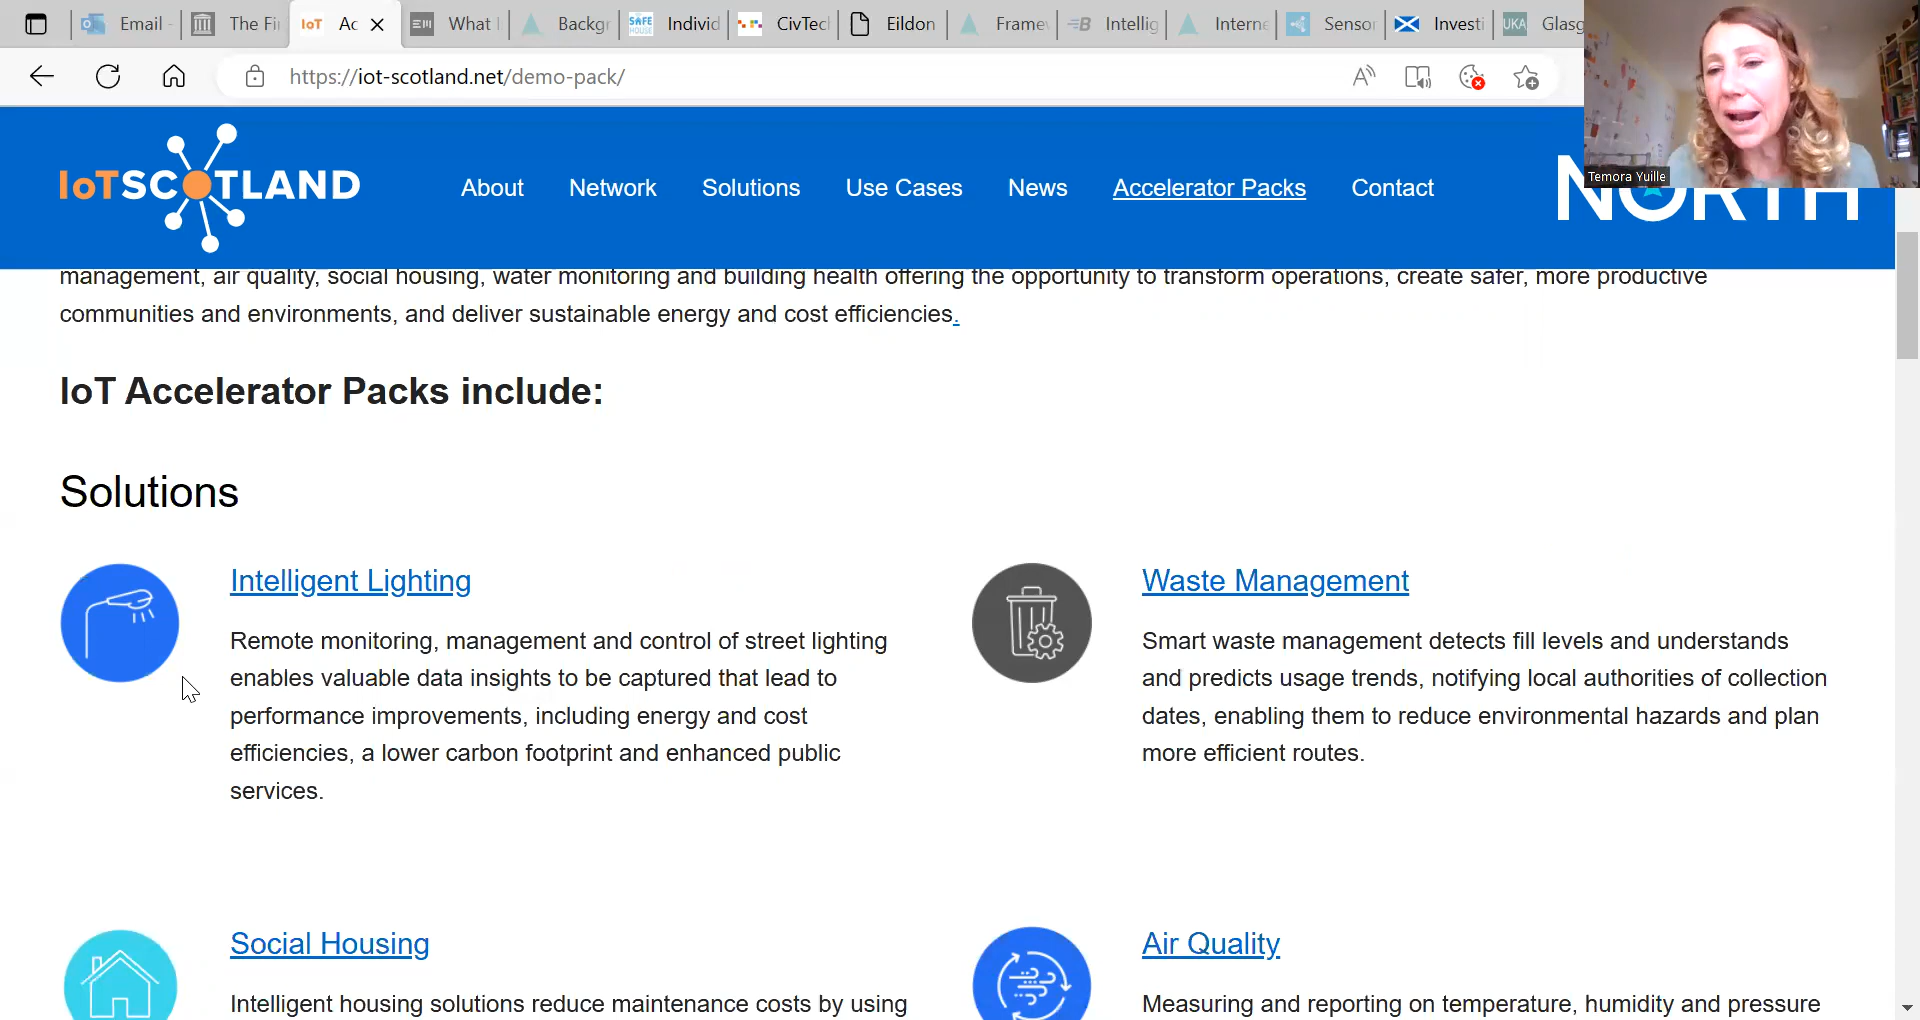 Email
The Fi
IoT Ac
What I
Backgr
SAFE HOUSE Individ
CivTech
Eildon
Framew
Intellig
Interne
Sensor
Investi
UKA Glasg
https://iot-scotland.net/demo-pack/
IoTSCOTLAND
About Network Solutions Use Cases News Accelerator Packs Contact
NORTH
Temora Yuille
management, air quality, social housing, water monitoring and building health offering the opportunity to transform operations, create safer, more productive
communities and environments, and deliver sustainable energy and cost efficiencies.
IoT Accelerator Packs include:
Solutions
Intelligent Lighting
Remote monitoring, management and control of street lighting
enables valuable data insights to be captured that lead to
performance improvements, including energy and cost
efficiencies, a lower carbon footprint and enhanced public
services.
Waste Management
Smart waste management detects fill levels and understands
and predicts usage trends, notifying local authorities of collection
dates, enabling them to reduce environmental hazards and plan
more efficient routes.
Social Housing
Intelligent housing solutions reduce maintenance costs by using
Air Quality
Measuring and reporting on temperature, humidity and pressure